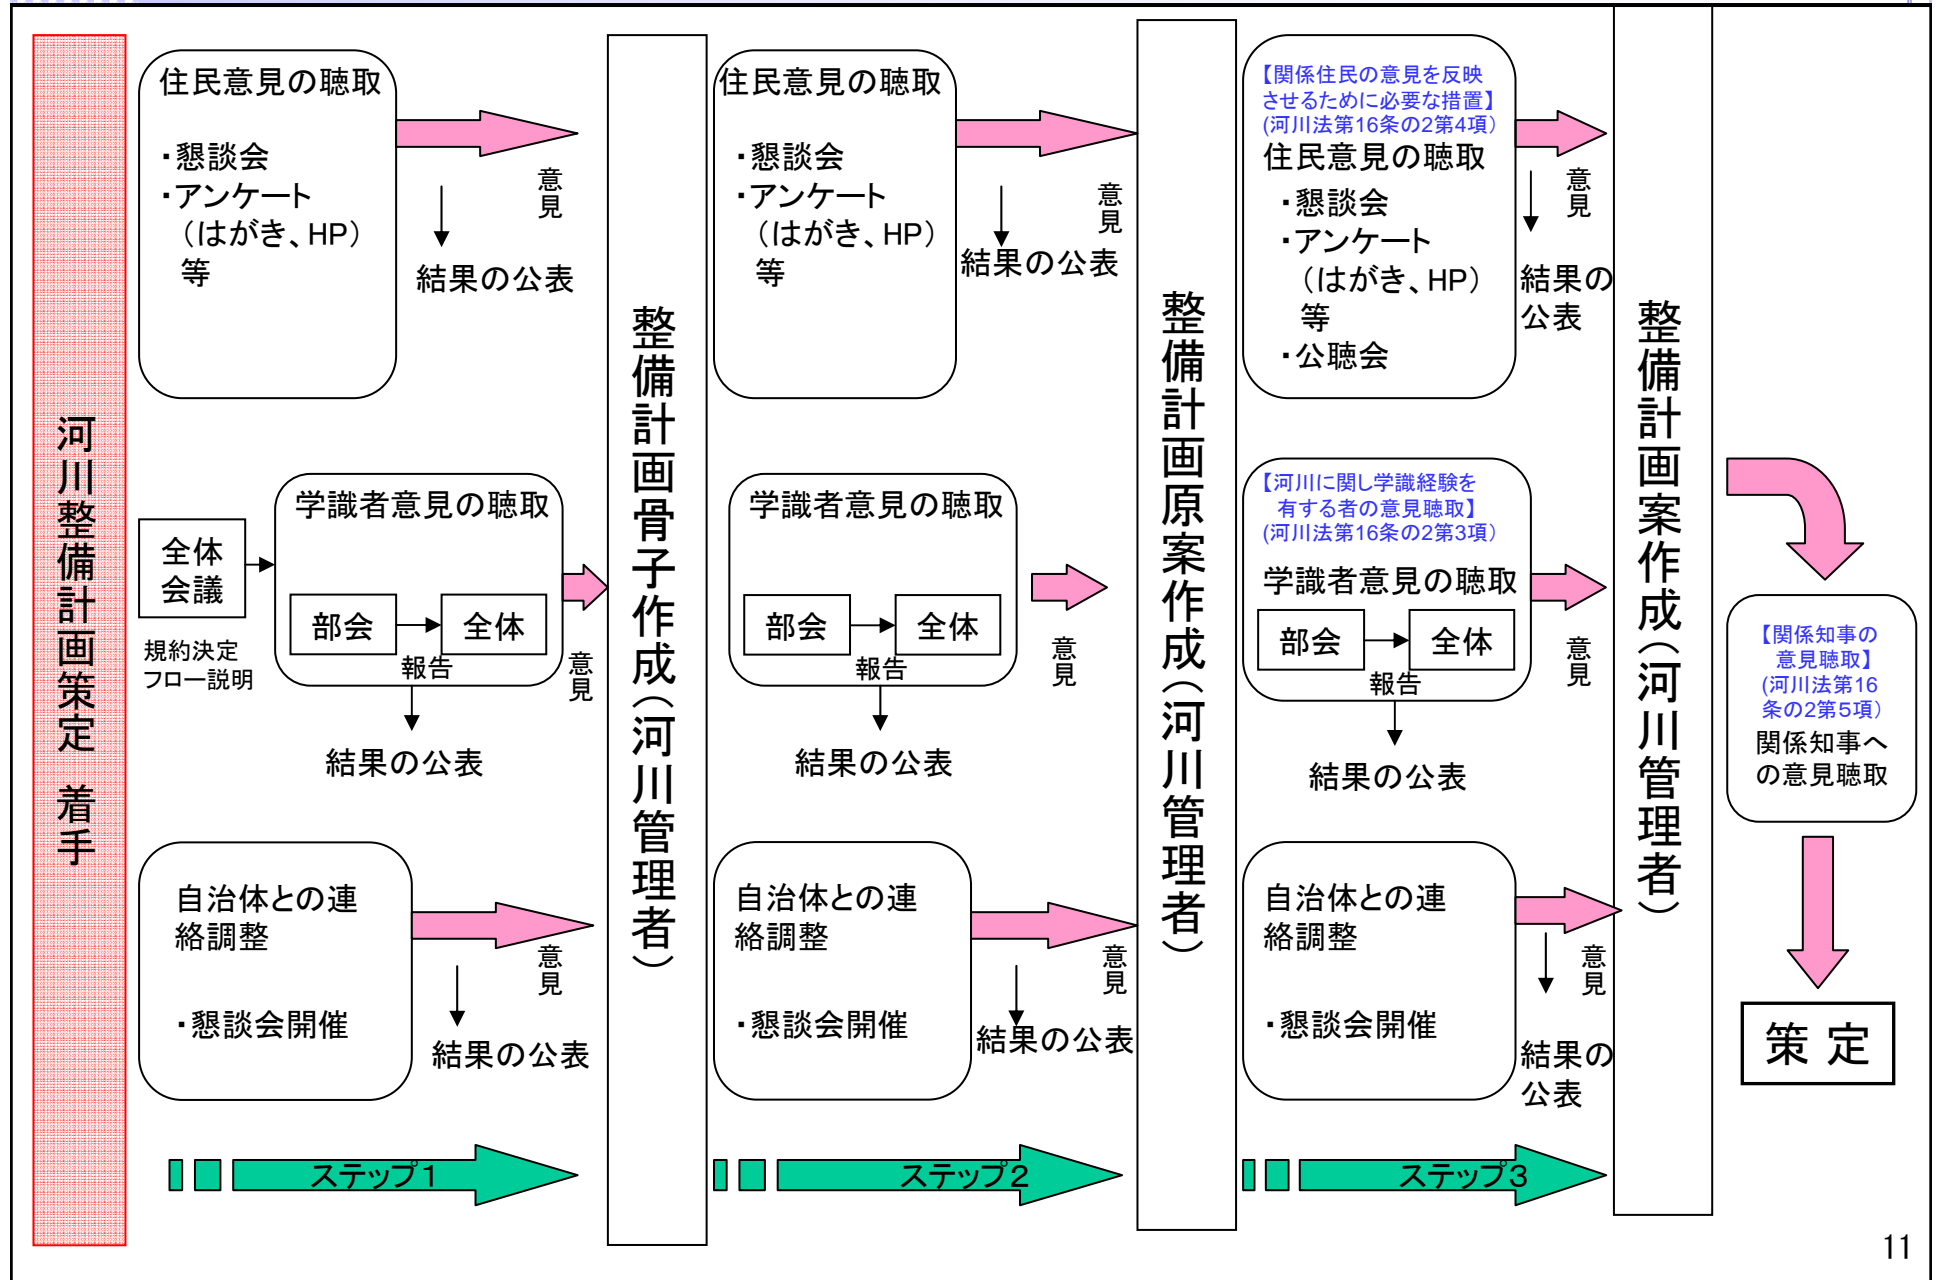 河川整備計画策定 着手
住民意見の聴取
・懇談会
・アンケート
（はがき、HP）
等
意見
結果の公表
全体
会議
規約決定
フロー説明
学識者意見の聴取
部会
全体
報告
意見
結果の公表
自治体との連
絡調整
・懇談会開催
意見
結果の公表
ステップ1
整備計画骨子作成（河川管理者）
住民意見の聴取
・懇談会
・アンケート
（はがき、HP）
等
意見
結果の公表
学識者意見の聴取
部会
全体
報告
意見
結果の公表
自治体との連
絡調整
・懇談会開催
意見
結果の公表
ステップ2
整備計画原案作成（河川管理者）
【関係住民の意見を反映
させるために必要な措置】
(河川法第16条の2第4項）
住民意見の聴取
・懇談会
・アンケート
（はがき、HP）
等
・公聴会
意見
結果の
公表
【河川に関し学識経験を
有する者の意見聴取】
(河川法第16条の2第3項）
学識者意見の聴取
部会
全体
報告
意見
結果の公表
自治体との連
絡調整
・懇談会開催
意見
結果の
公表
ステップ3
整備計画案作成（河川管理者）
【関係知事の
意見聴取】
(河川法第16
条の2第5項）
関係知事へ
の意見聴取
策 定
11